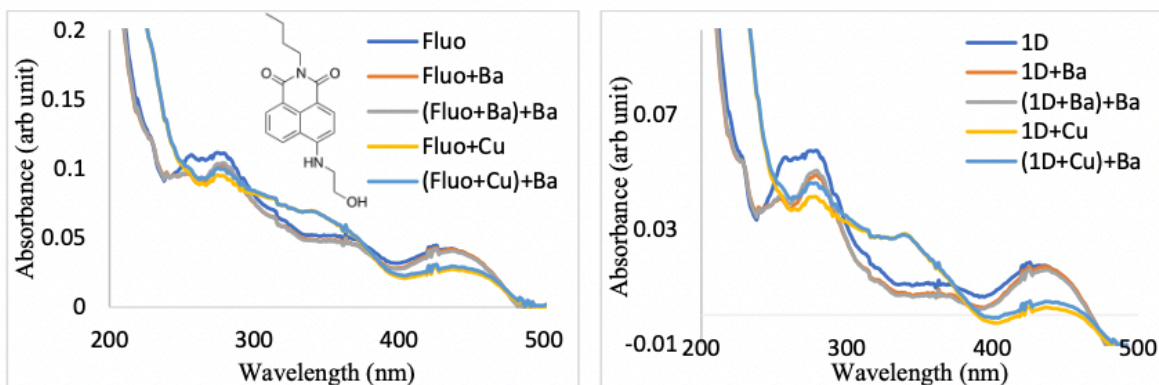 0.2
0.15
0.1
0.05
0
200
300
400
500
Absorbance (arb unit)
Wavelength (nm)
O
N
O
HN
OH
Fluo
Fluo+Ba
(Fluo+Ba)+Ba
Fluo+Cu
(Fluo+Cu)+Ba
0.07
0.03
-0.01
200
300
400
500
Absorbance (arb unit)
Wavelength (nm)
1D
1D+Ba
(1D+Ba)+Ba
1D+Cu
(1D+Cu)+Ba